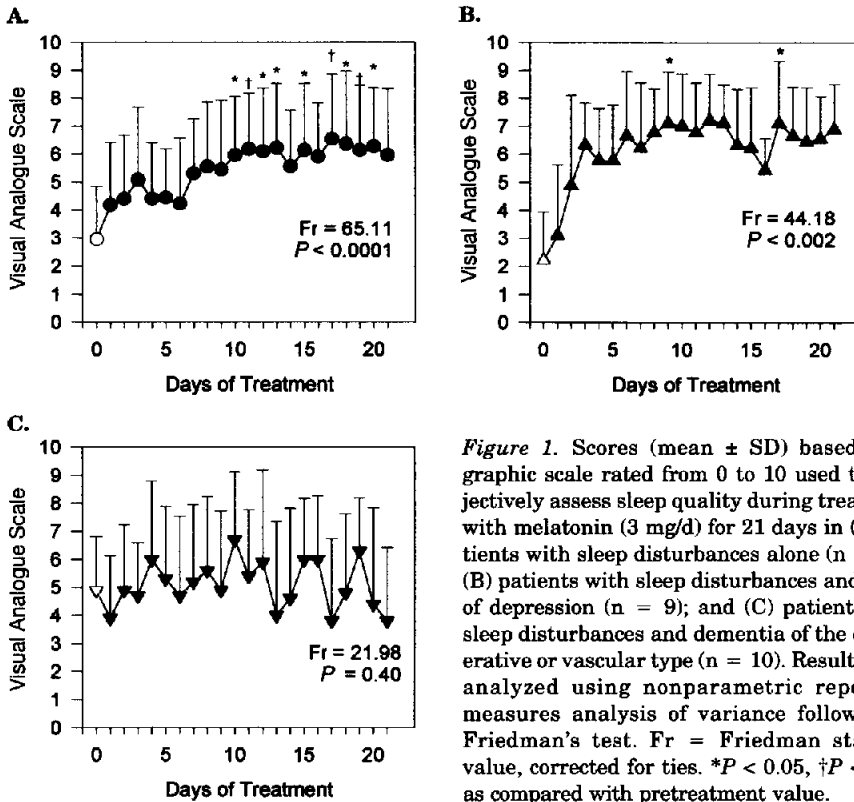 A.
10
9
8
7
6
5
4
3
2
1
0
Visual Analogue Scale
* † * * * † * † *
Fr = 65.11
P < 0.0001
0 5 10 15 20
Days of Treatment
B.
10
9
8
7
6
5
4
3
2
1
0
Visual Analogue Scale
* *
Fr = 44.18
P < 0.002
0 5 10 15 20
Days of Treatment
C.
10
9
8
7
6
5
4
3
2
1
0
Visual Analogue Scale
Fr = 21.98
P = 0.40
0 5 10 15 20
Days of Treatment
Figure 1. Scores (mean ± SD) based
graphic scale rated from 0 to 10 used t
jectively assess sleep quality during trea
with melatonin (3 mg/d) for 21 days in (
tients with sleep disturbances alone (n
(B) patients with sleep disturbances and
of depression (n = 9); and (C) patient
sleep disturbances and dementia of the
erative or vascular type (n = 10). Result
analyzed using nonparametric repe
measures analysis of variance follow
Friedman's test. Fr = Friedman st
value, corrected for ties. *P < 0.05, †P <
as compared with pretreatment value.